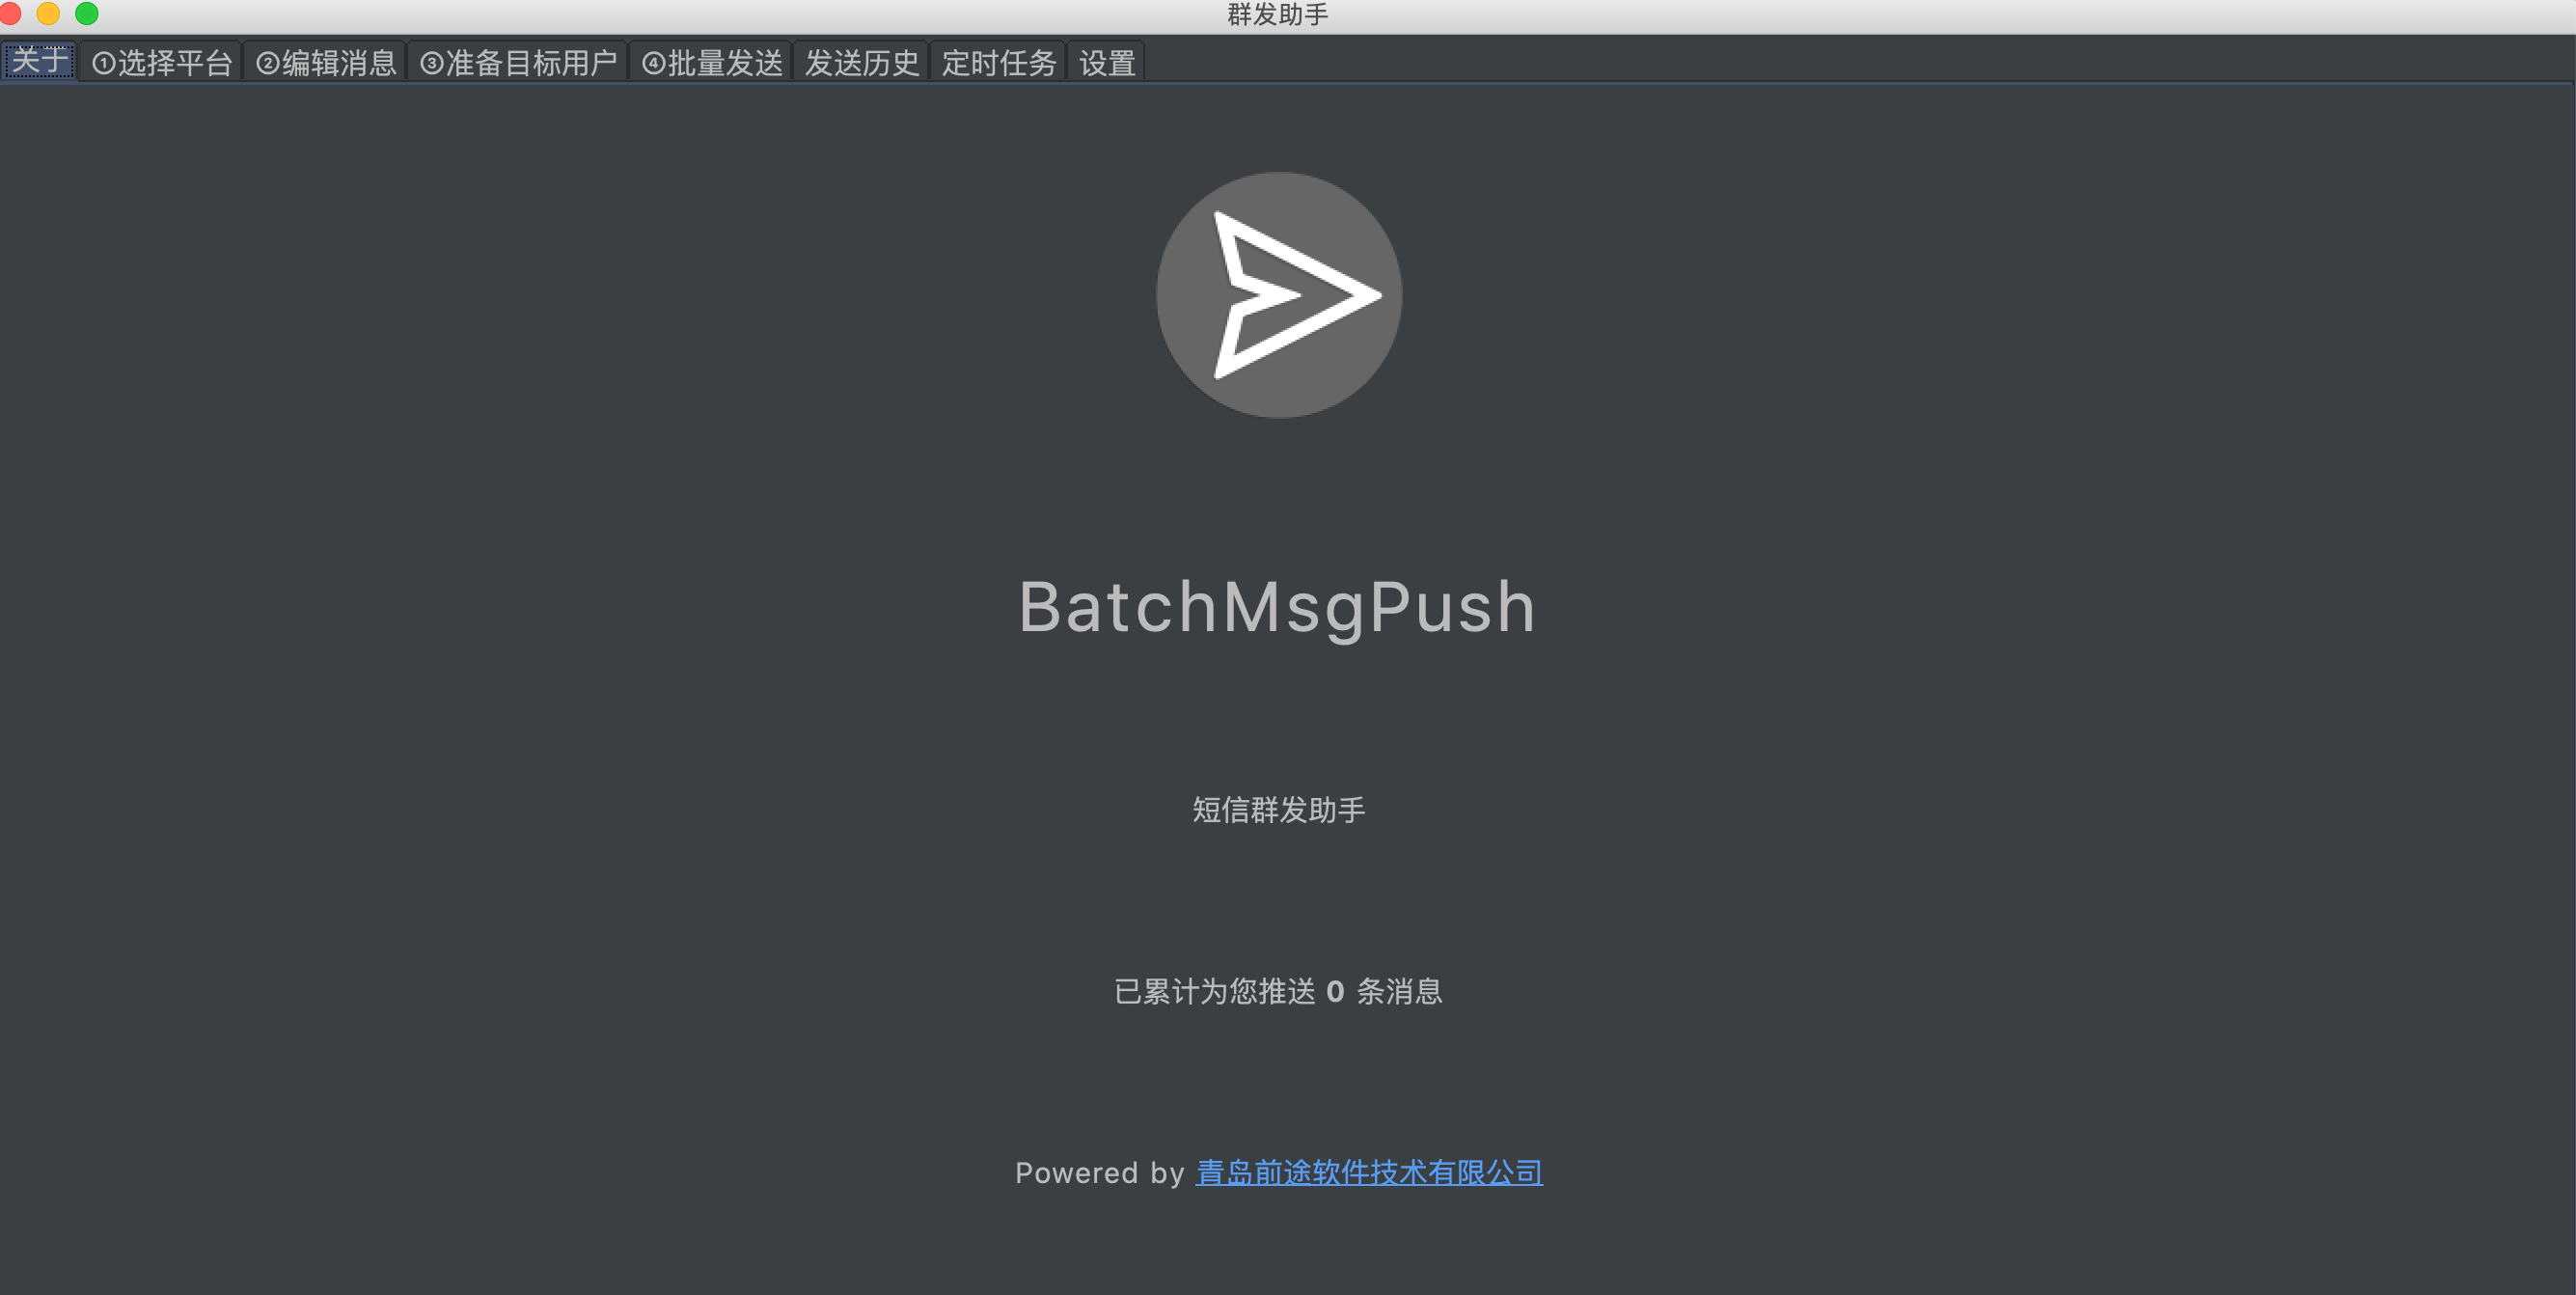 群发助手
关于 ①选择平台 ②编辑消息 ③准备目标用户 ④批量发送 发送历史 定时任务 设置
BatchMsgPush
短信群发助手
已累计为您推送 0 条消息
Powered by 青岛前途软件技术有限公司